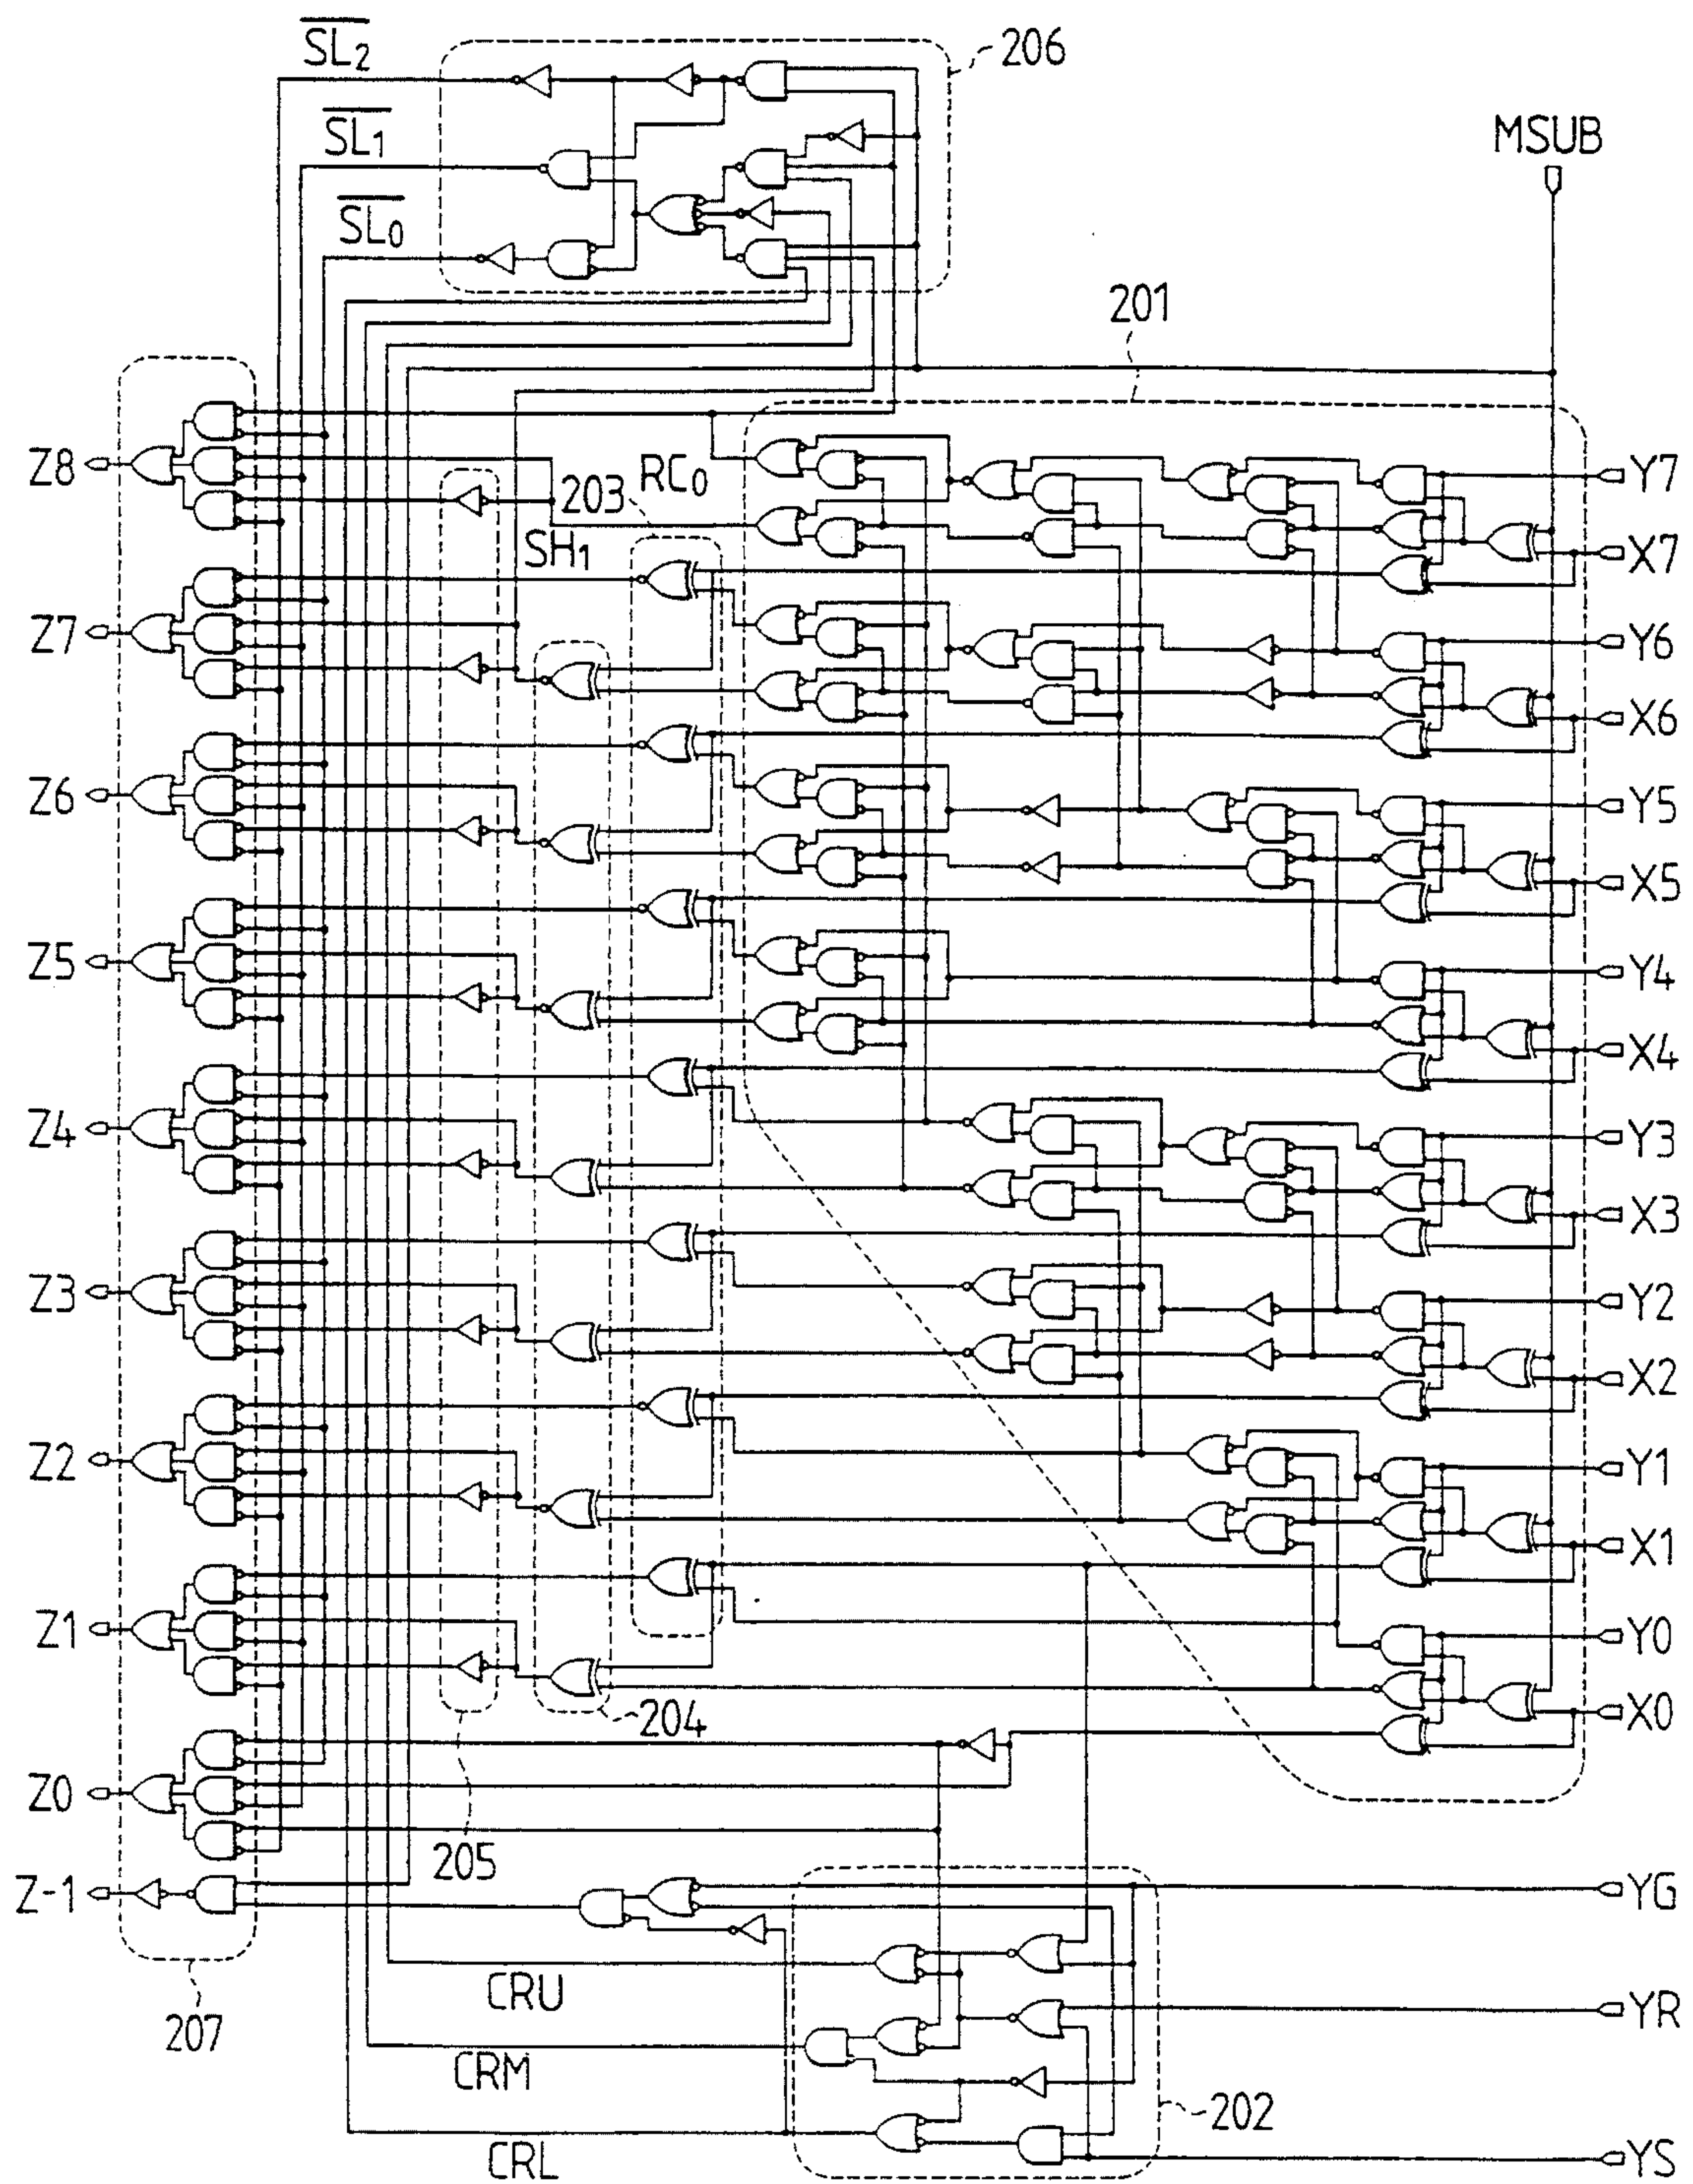 SL2
206
SL1
MSUB
SL0
201
Z8
203
RC0
Y7
SH1
X7
Z7
Y6
X6
Z6
Y5
X5
Z5
Y4
X4
Z4
Y3
X3
Z3
Y2
X2
Z2
Y1
X1
Z1
Y0
204
X0
Z0
205
Z-1
YG
CRU
YR
207
CRM
202
CRL
YS